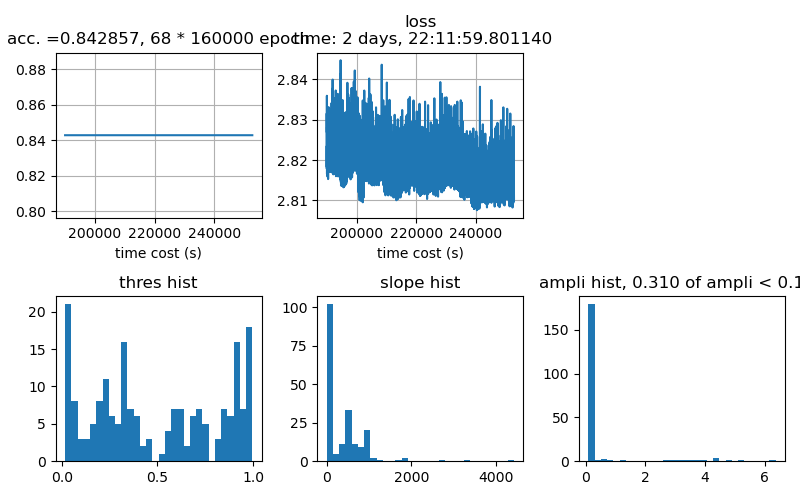 loss
acc. =0.842857, 68 * 160000 epoch
time: 2 days, 22:11:59.801140
0.88
0.86
0.84
0.82
0.80
200000 220000 240000
time cost (s)
2.84
2.83
2.82
2.81
200000 220000 240000
time cost (s)
thres hist
20
15
10
5
0
0.0 0.5 1.0
slope hist
100
75
50
25
0
0 2000 4000
ampli hist, 0.310 of ampli < 0.1
150
100
50
0
0 2 4 6